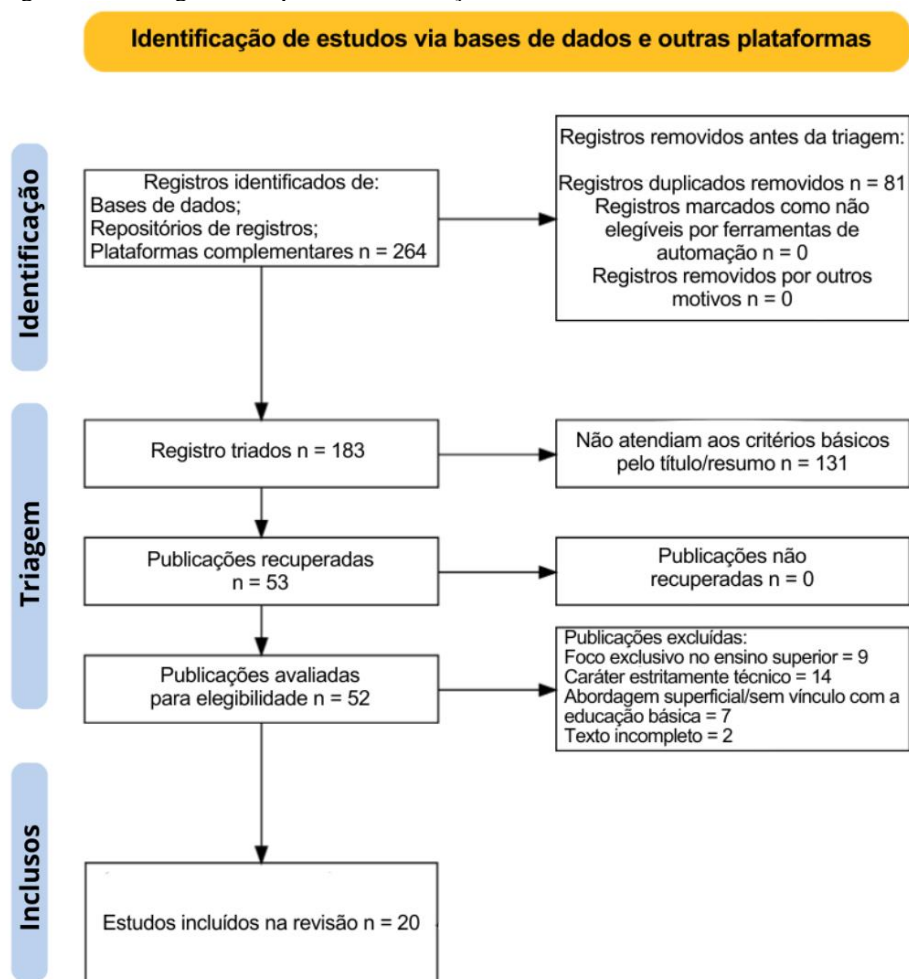 Identificação de estudos via bases de dados e outras plataformas
Identificação
Registros identificados de:
Bases de dados;
Repositórios de registros;
Plataformas complementares n = 264
Registros removidos antes da triagem:
Registros duplicados removidos n = 81
Registros marcados como não
elegíveis por ferramentas de
automação n = 0
Registros removidos por outros
motivos n = 0
Triagem
Registro triados n = 183
Não atendiam aos critérios básicos
pelo título/resumo n = 131
Publicações recuperadas
n = 53
Publicações não
recuperadas n = 0
Publicações avaliadas
para elegibilidade n = 52
Publicações excluídas:
Foco exclusivo no ensino superior = 9
Caráter estritamente técnico = 14
Abordagem superficial/sem vínculo com a
educação básica = 7
Texto incompleto = 2
Inclusos
Estudos incluídos na revisão n = 20